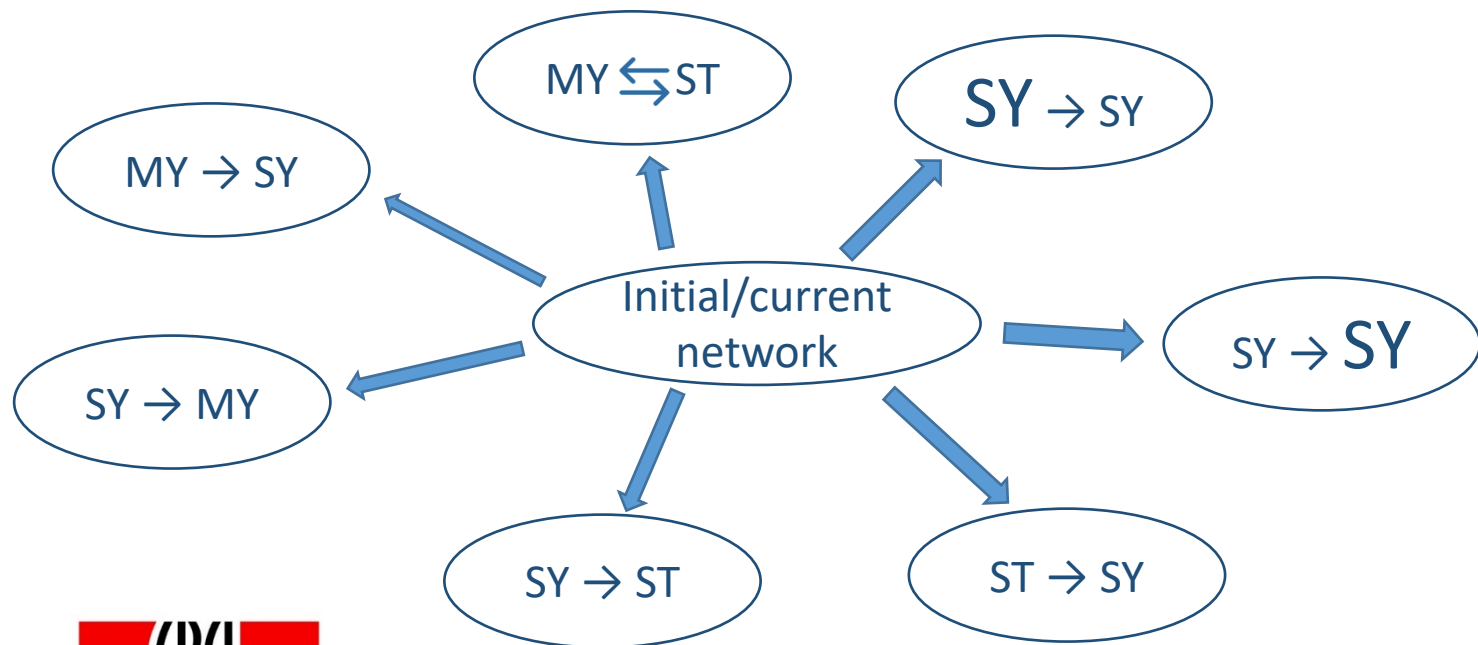 MY ⇆ ST
SY → SY
MY → SY
Initial/current
network
SY → SY
SY → MY
SY → ST
ST → SY